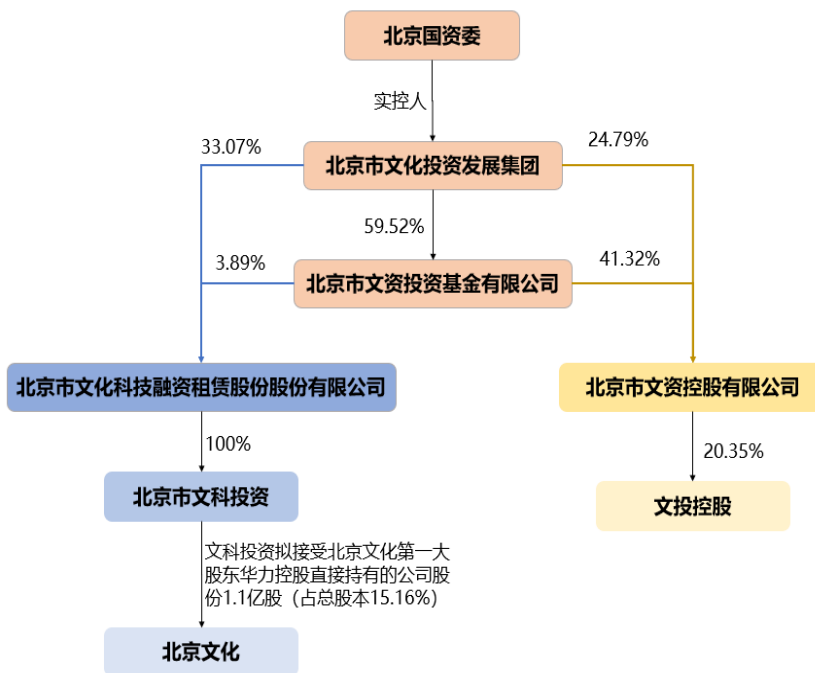 北京国资委
实控人
33.07%
24.79%
北京市文化投资发展集团
59.52%
3.89%
41.32%
北京市文资投资基金有限公司
北京市文化科技融资租赁股份股份有限公司
北京市文资控股有限公司
100%
20.35%
北京市文科投资
文投控股
文科投资拟接受北京文化第一大
股东华力控股直接持有的公司股
份1.1亿股（占总股本15.16%）
北京文化